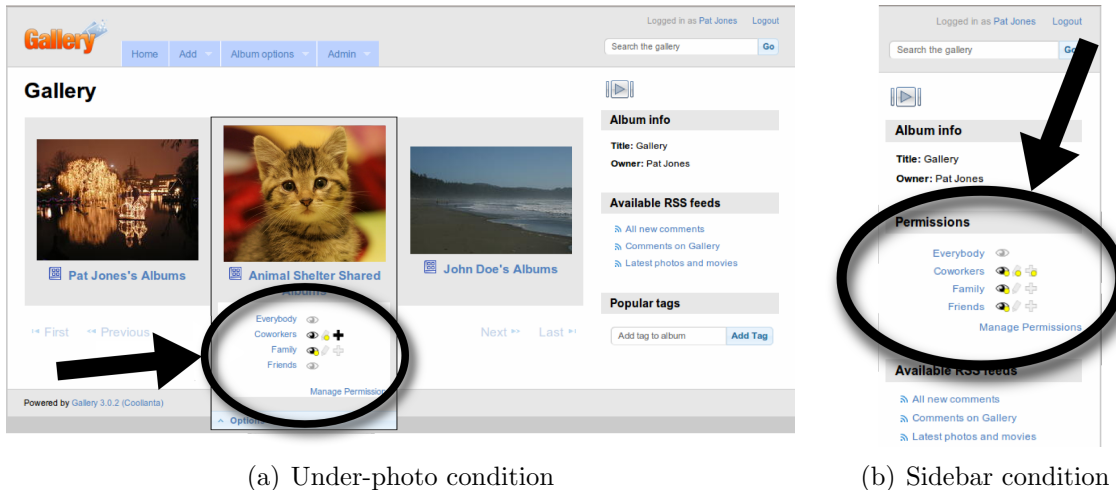 Logged in as Pat Jones Logout
Gallery
Home Add Album options Admin
Search the gallery Go
Gallery
Album info
Title: Gallery
Owner: Pat Jones
Available RSS feeds
All new comments
Comments on Gallery
Latest photos and movies
Pat Jones's Albums
Animal Shelter Shared
Albums
John Doe's Albums
Popular tags
Add tag to album Add Tag
First Previous
Next Last
Everybody
Coworkers
Family
Friends
Manage Permission
Powered by Gallery 3.0.2 (Coollanta)
Options
(a) Under-photo condition
Logged in as Pat Jones Logout
Search the gallery Go
Album info
Title: Gallery
Owner: Pat Jones
Permissions
Everybody
Coworkers
Family
Friends
Manage Permissions
Available RSS feeds
All new comments
Comments on Gallery
Latest photos and movies
(b) Sidebar condition